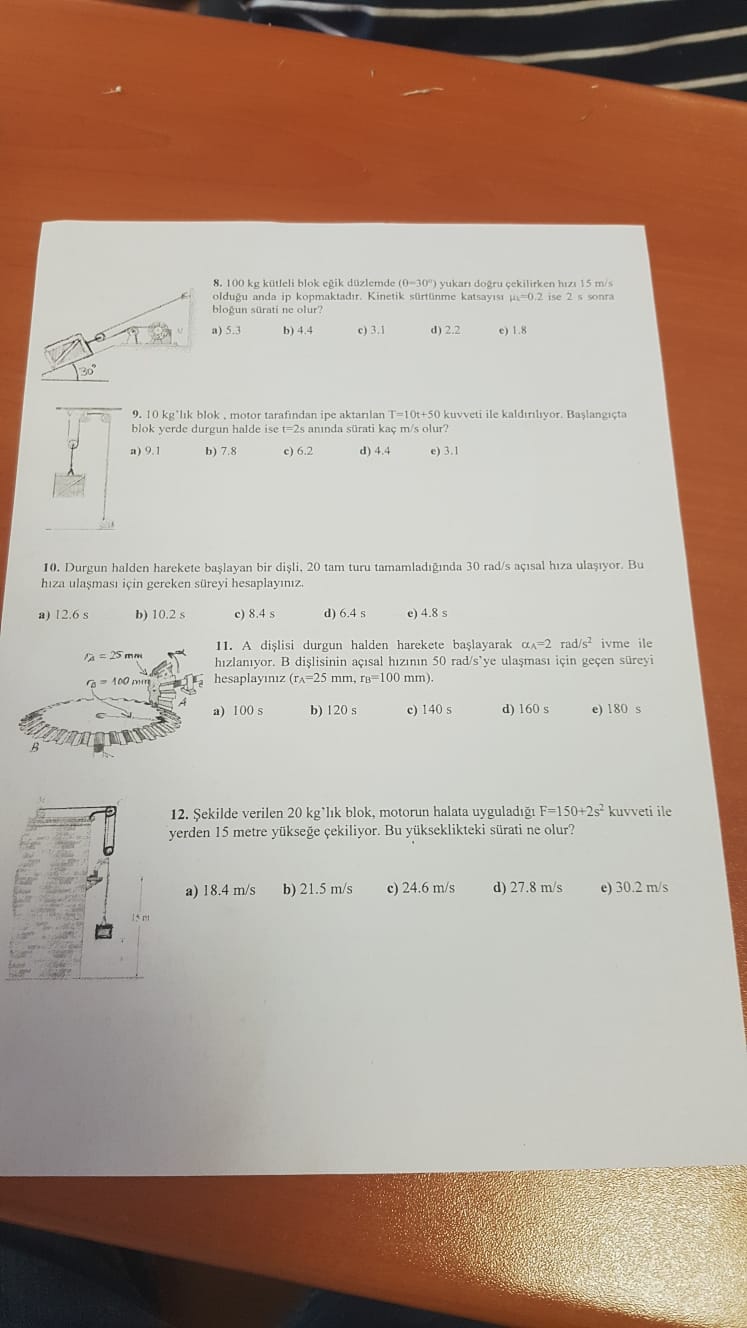 8. 100 kg kütleli blok eğik düzlemde (θ=30°) yukarı doğru çekilirken hızı 15 m/s
olduğu anda ip kopmaktadır. Kinetik sürtünme katsayısı μₖ=0.2 ise 2 s sonra
bloğun sürati ne olur?
a) 5.3 b) 4.4 c) 3.1 d) 2.2 e) 1.8
30°
9. 10 kg'lık blok , motor tarafından ipe aktarılan T=10t+50 kuvveti ile kaldırılıyor. Başlangıçta
blok yerde durgun halde ise t=2s anında sürati kaç m/s olur?
a) 9.1 b) 7.8 c) 6.2 d) 4.4 e) 3.1
10. Durgun halden harekete başlayan bir dişli, 20 tam turu tamamladığında 30 rad/s açısal hıza ulaşıyor. Bu
hıza ulaşması için gereken süreyi hesaplayınız.
a) 12.6 s b) 10.2 s c) 8.4 s d) 6.4 s e) 4.8 s
11. A dişlisi durgun halden harekete başlayarak αA=2 rad/s² ivme ile
hızlanıyor. B dişlisinin açısal hızının 50 rad/s'ye ulaşması için geçen süreyi
hesaplayınız (rA=25 mm, rB=100 mm).
a) 100 s b) 120 s c) 140 s d) 160 s e) 180 s
rA = 25 mm
rB = 100 mm
A
B
12. Şekilde verilen 20 kg'lık blok, motorun halata uyguladığı F=150+2s² kuvveti ile
yerden 15 metre yükseğe çekiliyor. Bu yükseklikteki sürati ne olur?
a) 18.4 m/s b) 21.5 m/s c) 24.6 m/s d) 27.8 m/s e) 30.2 m/s
15 m